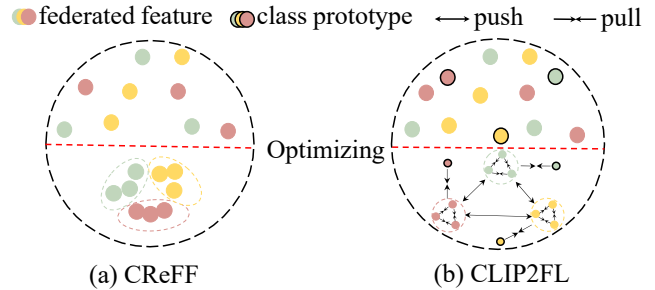 federated feature class prototype push pull
Optimizing
(a) CReFF (b) CLIP2FL